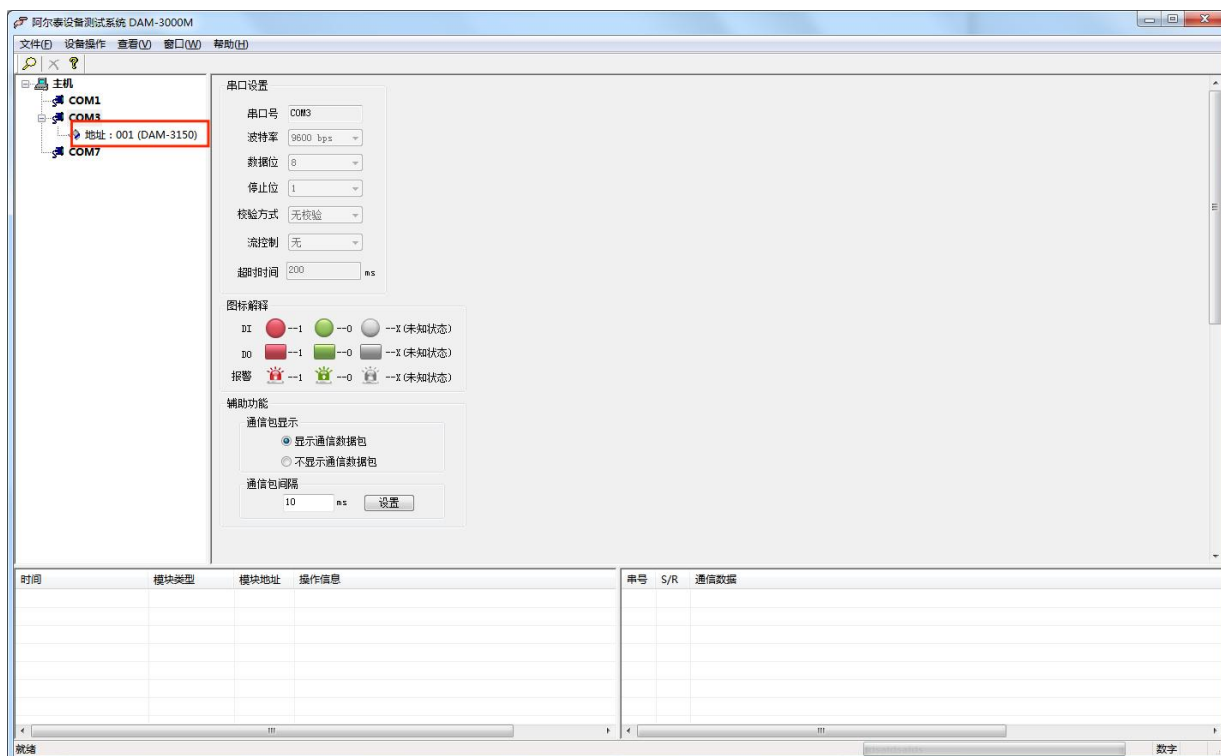 阿尔泰设备测试系统 DAM-3000M
文件(F) 设备操作 查看(V) 窗口(W) 帮助(H)
主机
COM1
COM3
地址：001 (DAM-3150)
COM7
串口设置
串口号 COM3
波特率 9600 bps
数据位 8
停止位 1
校验方式 无校验
流控制 无
超时时间 200 ms
图标解释
DI --1 --0 --X(未知状态)
DO --1 --0 --X(未知状态)
报警 --1 --0 --X(未知状态)
辅助功能
通信包显示
显示通信数据包
不显示通信数据包
通信包间隔
10 ms 设置
时间 模块类型 模块地址 操作信息
串号 S/R 通信数据
就绪 数字